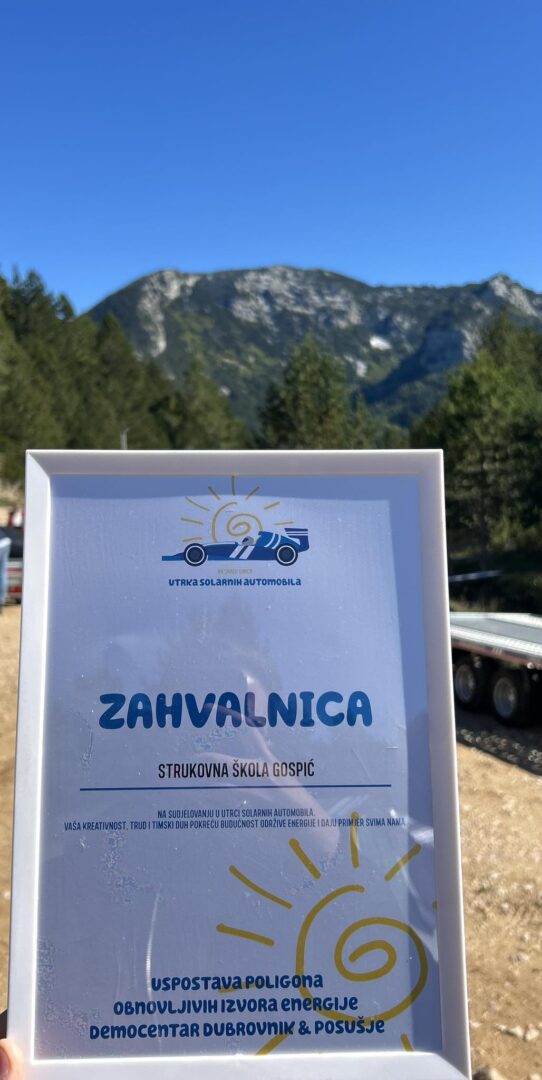 UTRKA SOLARNIH AUTOMOBILA
ZAHVALNICA
STRUKOVNA ŠKOLA GOSPIĆ
NA SUDJELOVANJU U UTRCI SOLARNIH AUTOMOBILA.
VAŠA KREATIVNOST, TRUD I TIMSKI DUH POKREĆU BUDUĆNOST ODRŽIVE ENERGIJE I DAJU PRIMJER SVIMA NAMA.
USPOSTAVA POLIGONA
OBNOVLJIVIH IZVORA ENERGIJE
DEMOCENTAR DUBROVNIK & POSUŠJE